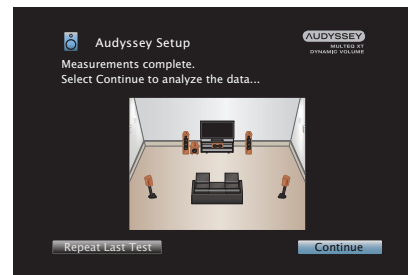 Audyssey Setup
AUDYSSEY
MULTEQ XT
DYNAMIC VOLUME
Measurements complete.
Select Continue to analyze the data...
Repeat Last Test
Continue